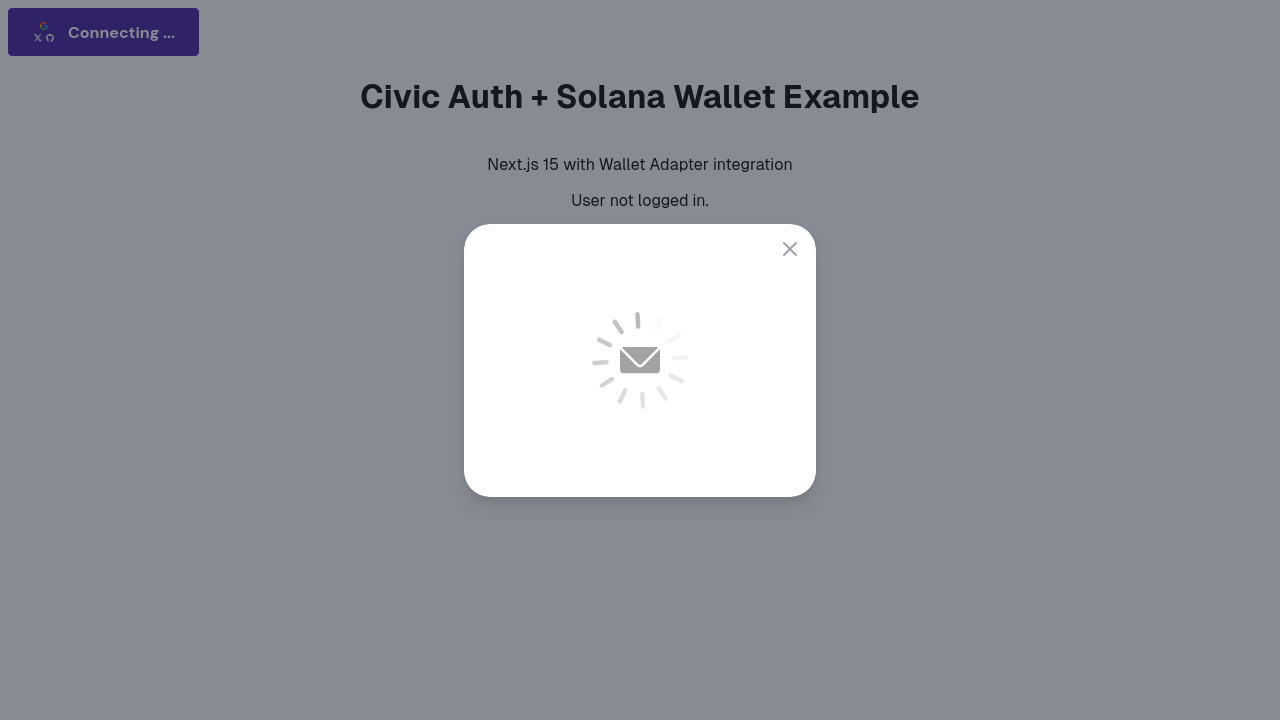 Connecting ...
Civic Auth + Solana Wallet Example
Next.js 15 with Wallet Adapter integration
User not logged in.